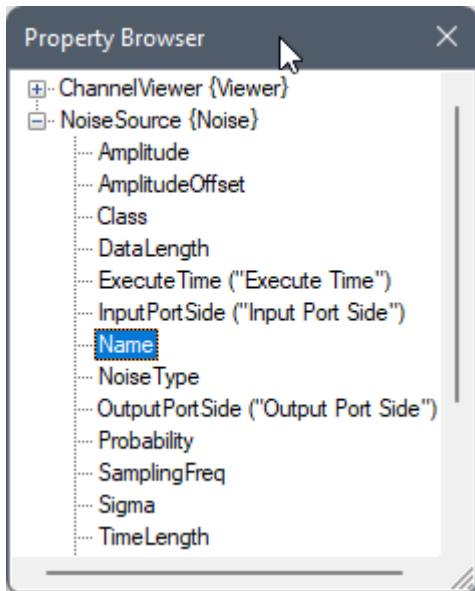 Property Browser
ChannelViewer {Viewer}
NoiseSource {Noise}
Amplitude
AmplitudeOffset
Class
DataLength
ExecuteTime ("Execute Time")
InputPortSide ("Input Port Side")
Name
NoiseType
OutputPortSide ("Output Port Side")
Probability
SamplingFreq
Sigma
TimeLength